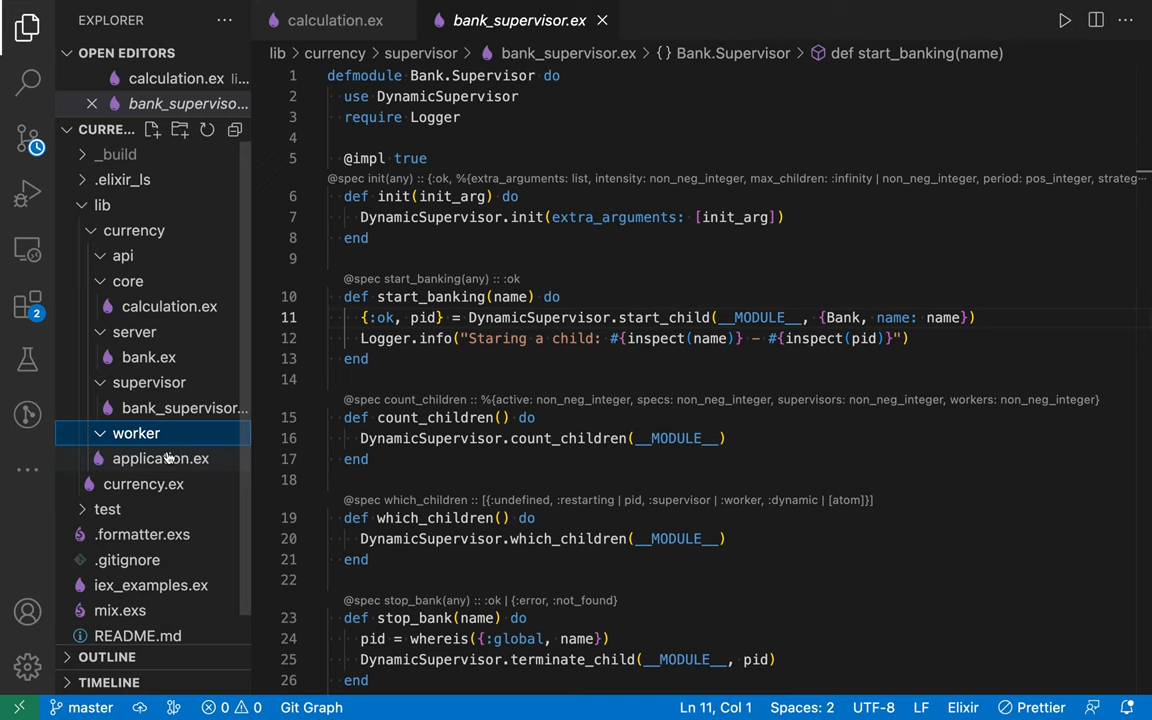 EXPLORER
OPEN EDITORS
calculation.ex li...
bank_superviso...
CURRE...
_build
.elixir_ls
lib
currency
api
core
calculation.ex
server
bank.ex
supervisor
bank_supervisor...
worker
application.ex
currency.ex
test
.formatter.exs
.gitignore
iex_examples.ex
mix.exs
README.md
OUTLINE
TIMELINE
2
calculation.ex
bank_supervisor.ex
lib > currency > supervisor > bank_supervisor.ex > {} Bank.Supervisor > def start_banking(name)
1 defmodule Bank.Supervisor do
2 use DynamicSupervisor
3 require Logger
4
5 @impl true
@spec init(any) :: {:ok, %{extra_arguments: list, intensity: non_neg_integer, max_children: :infinity | non_neg_integer, period: pos_integer, strateg...
6 def init(init_arg) do
7 DynamicSupervisor.init(extra_arguments: [init_arg])
8 end
9
@spec start_banking(any) :: :ok
10 def start_banking(name) do
11 {:ok, pid} = DynamicSupervisor.start_child(__MODULE__, {Bank, name: name})
12 Logger.info("Staring a child: #{inspect(name)} - #{inspect(pid)}")
13 end
14
@spec count_children :: %{active: non_neg_integer, specs: non_neg_integer, supervisors: non_neg_integer, workers: non_neg_integer}
15 def count_children() do
16 DynamicSupervisor.count_children(__MODULE__)
17 end
18
@spec which_children :: [{:undefined, :restarting | pid, :supervisor | :worker, :dynamic | [atom]}]
19 def which_children() do
20 DynamicSupervisor.which_children(__MODULE__)
21 end
22
@spec stop_bank(any) :: :ok | {:error, :not_found}
23 def stop_bank(name) do
24 pid = whereis({:global, name})
25 DynamicSupervisor.terminate_child(__MODULE__, pid)
26 end
master 0 0 Git Graph Ln 11, Col 1 Spaces: 2 UTF-8 LF Elixir Prettier